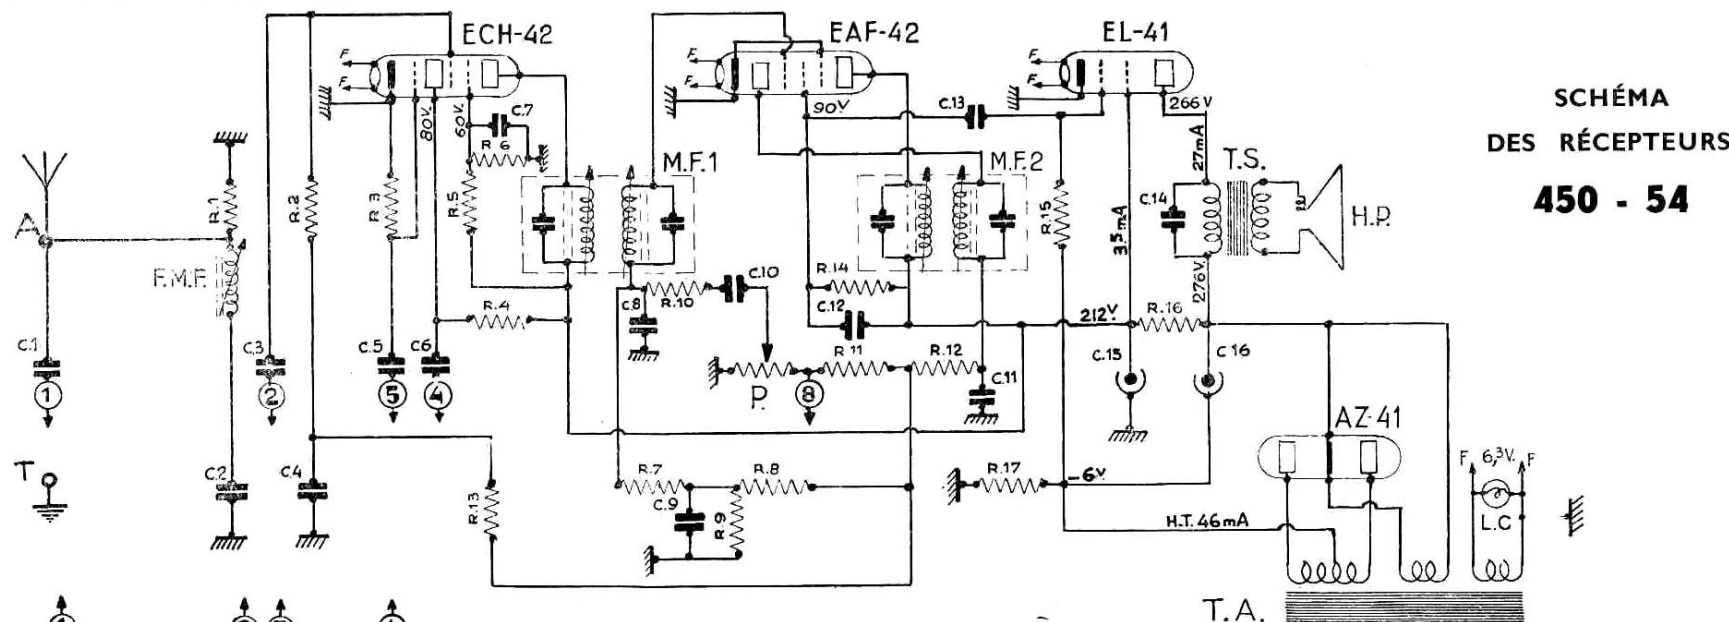 ECH-42
EAF-42
EL-41
SCHÉMA
DES RÉCEPTEURS
450 - 54
F
F
F
F
F
F
80V.
60V.
C.7
R 6
90V
C.13
266 V
27mA
T.S.
M.F.1
M.F.2
A
R.1
R.2
R 3
R.5
R.15
C.14
35mA
H.P.
F.M.F.
276V.
R.4
C.8
R.10
C.10
R.14
C.12
212V.
R.16
C.1
C.3
C.5
C.6
R 11
R.12
C.11
C.15
C 16
1
2
5
4
P.
8
AZ-41
T
C.2
C.4
R.13
R.7
R.8
C.9
R.9
R.17
-6V
F
6,3V.
F
L.C
H.T. 46mA
T.A.